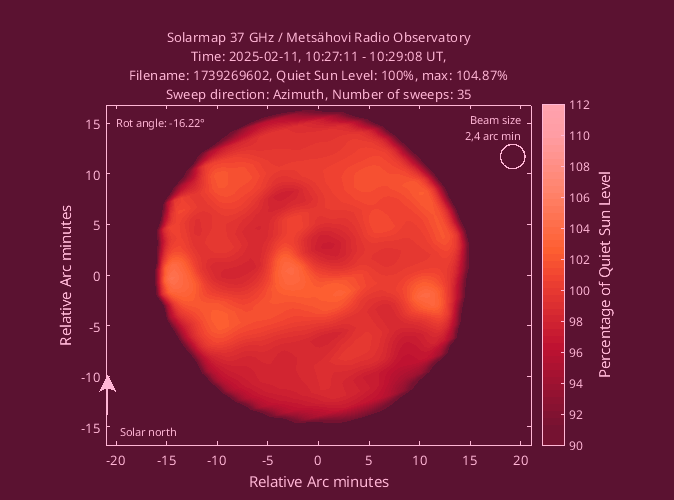 Solarmap 37 GHz / Metsähovi Radio Observatory
Time: 2025-02-11, 10:27:11 - 10:29:08 UT,
Filename: 1739269602, Quiet Sun Level: 100%, max: 104.87%
Sweep direction: Azimuth, Number of sweeps: 35
Rot angle: -16.22°
Beam size
2,4 arc min
15
10
5
0
-5
-10
-15
Relative Arc minutes
Solar north
-20
-15
-10
-5
0
5
10
15
20
Relative Arc minutes
112
110
108
106
104
102
100
98
96
94
92
90
Percentage of Quiet Sun Level